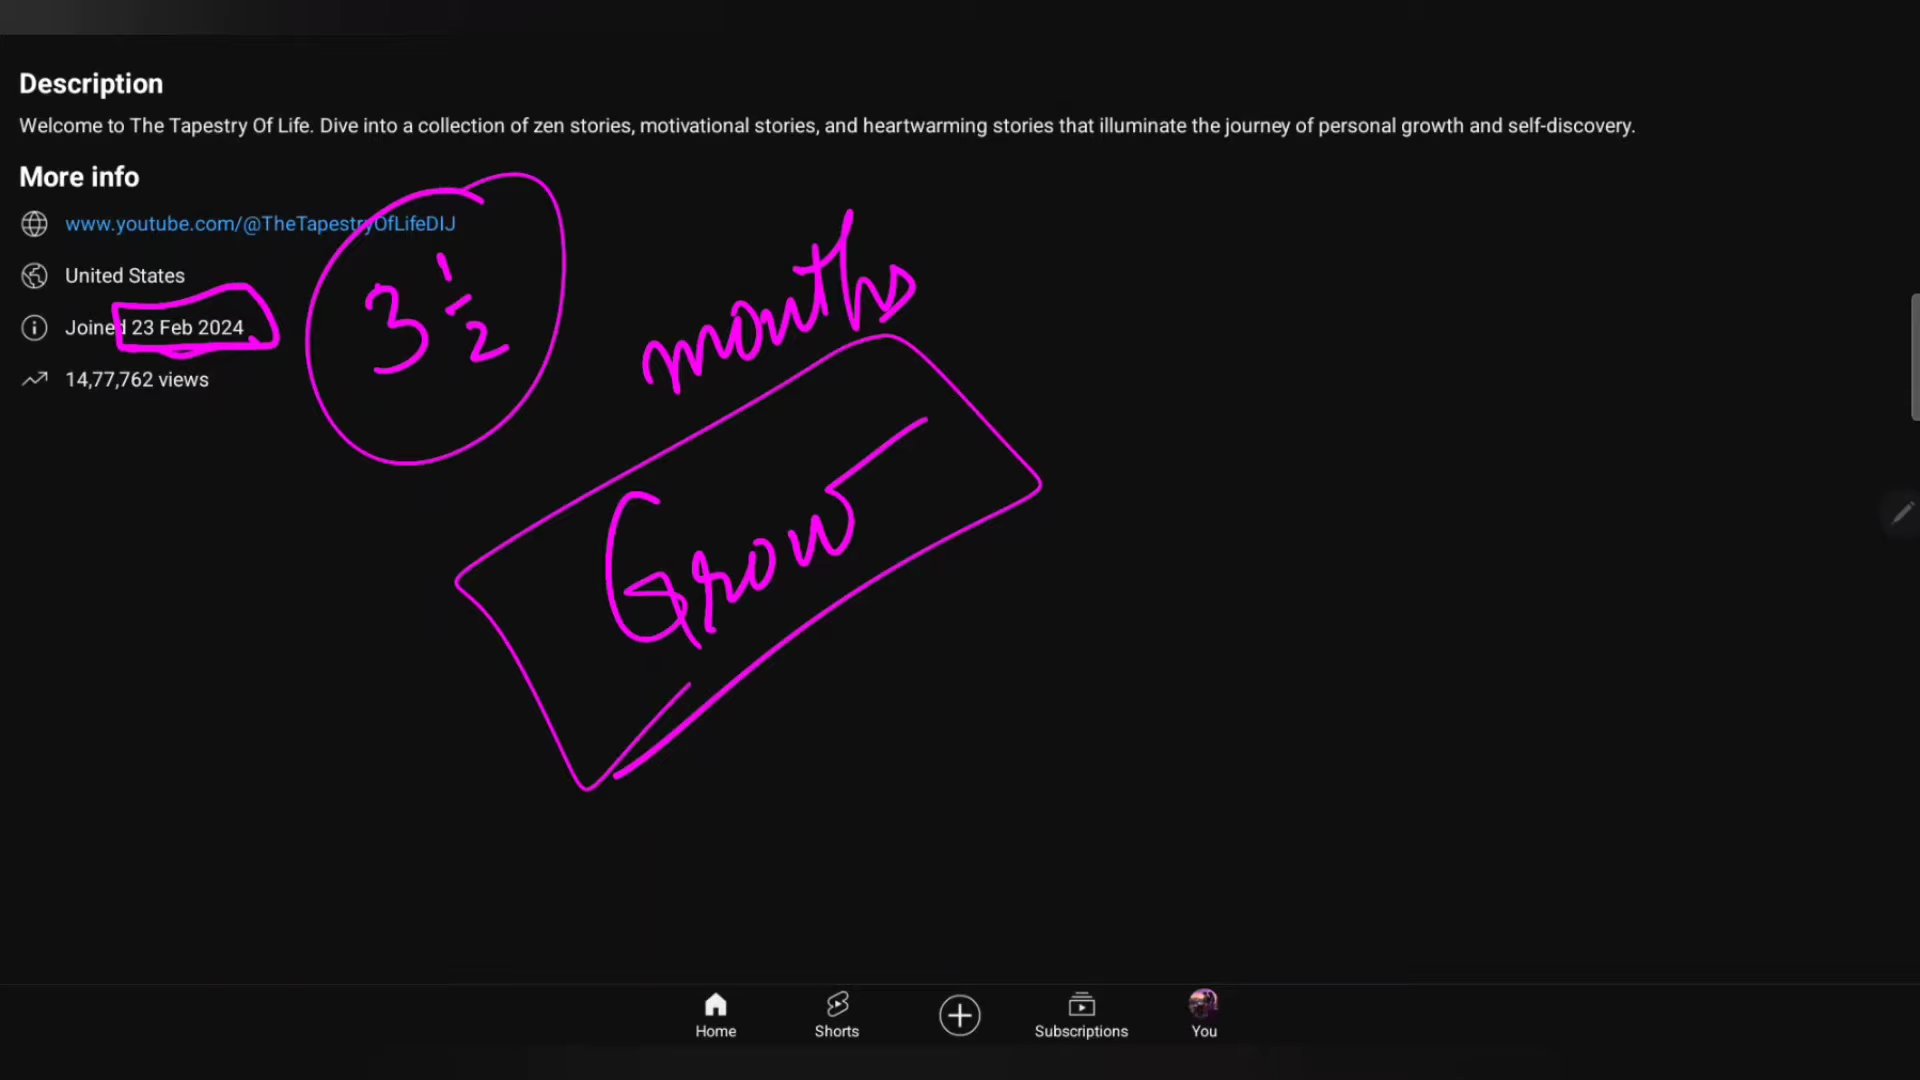 Description
Welcome to The Tapestry Of Life. Dive into a collection of zen stories, motivational stories, and heartwarming stories that illuminate the journey of personal growth and self-discovery.
More info
www.youtube.com/@TheTapestryOfLifeDIJ
United States
Joined 23 Feb 2024
14,77,762 views
3 1/2 months
Grow
Home Shorts Subscriptions You